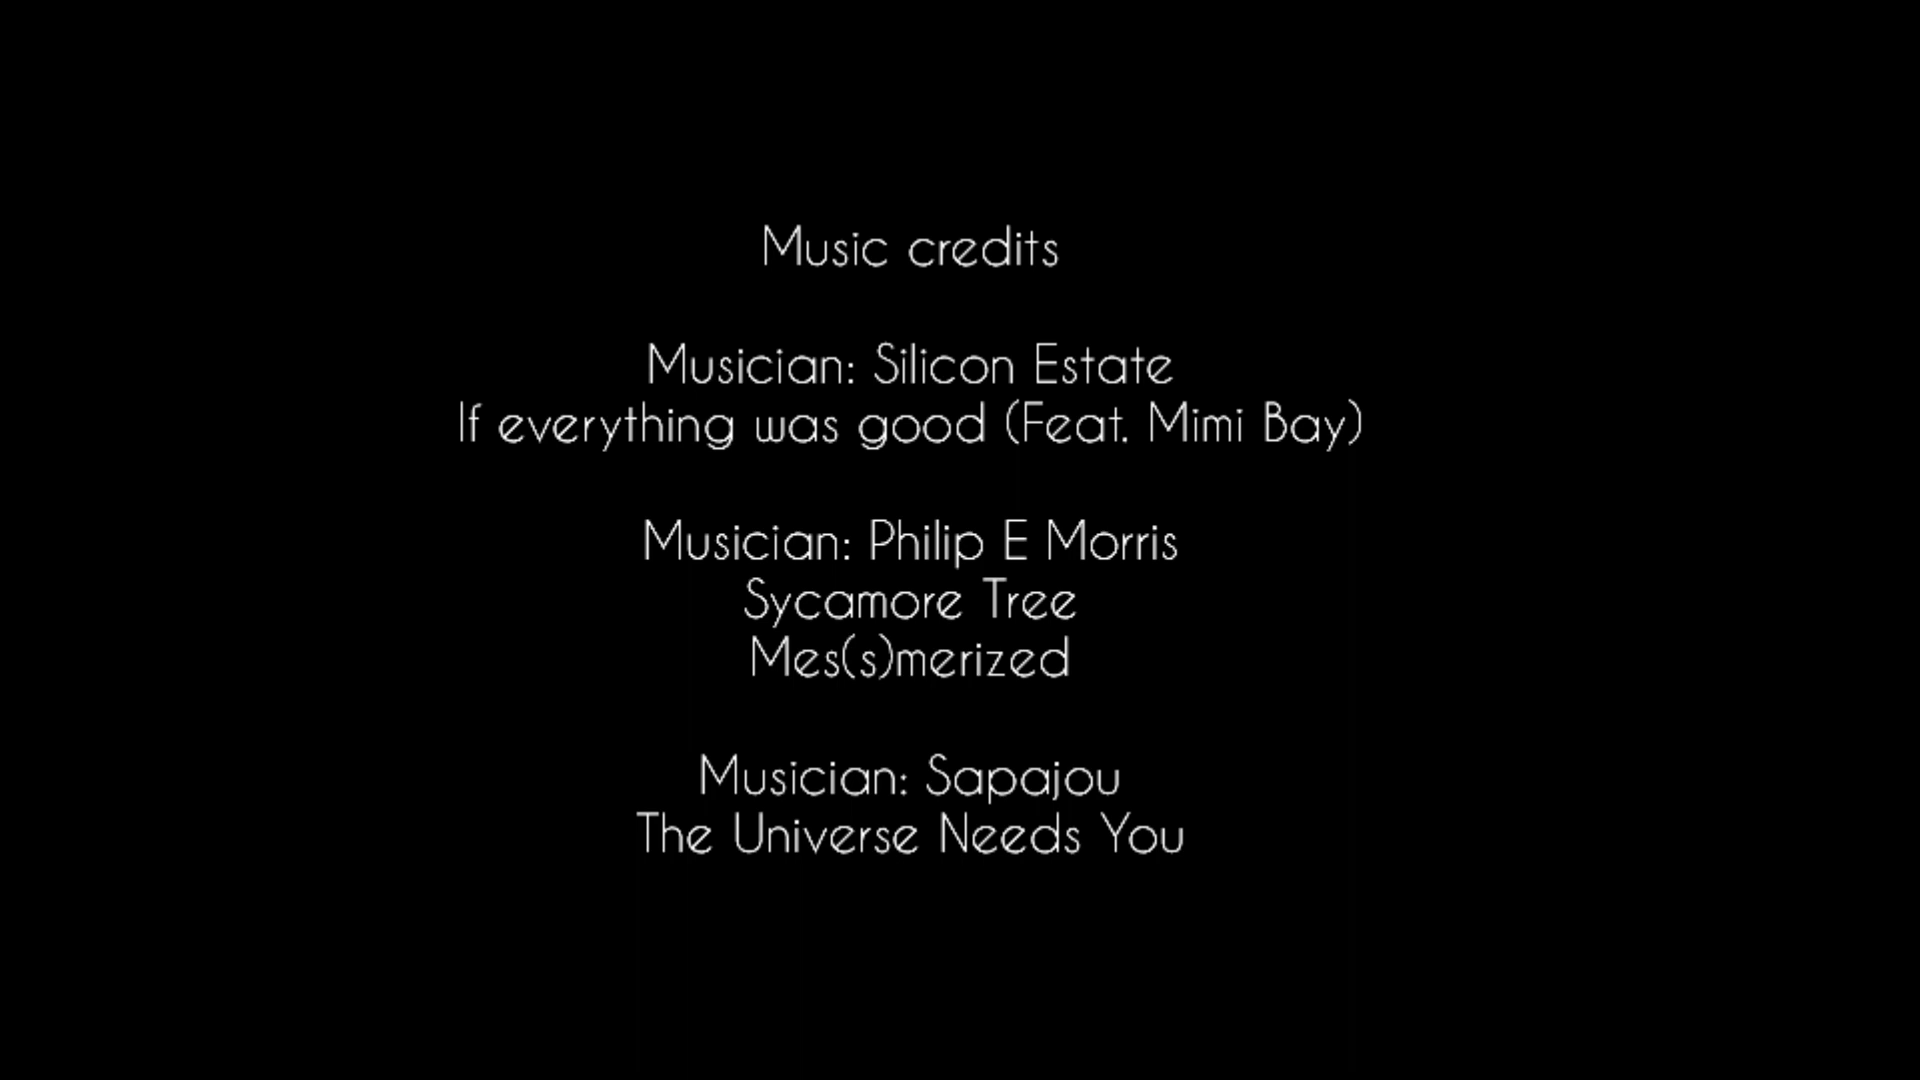 Music credits
Musician: Silicon Estate
If everything was good (Feat. Mimi Bay)
Musician: Philip E Morris
Sycamore Tree
Mes(s)merized
Musician: Sapajou
The Universe Needs You